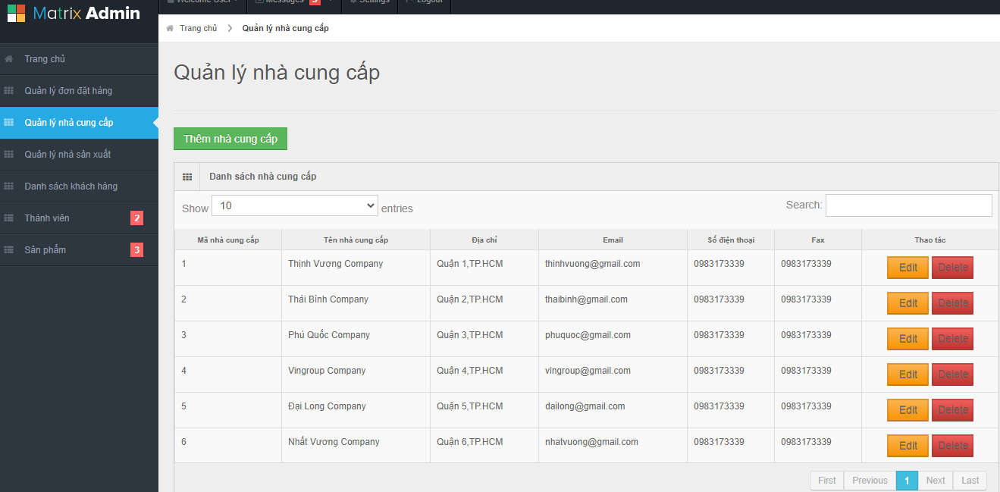 Matrix Admin
Welcome User
Messages 5
Settings
Logout
Trang chủ
Quản lý nhà cung cấp
Trang chủ
Quản lý đơn đặt hàng
Quản lý nhà cung cấp
Quản lý nhà sản xuất
Danh sách khách hàng
Thành viên 2
Sản phẩm 3
Quản lý nhà cung cấp
Thêm nhà cung cấp
Danh sách nhà cung cấp
Show 10 entries
Search:
Mã nhà cung cấp Tên nhà cung cấp Địa chỉ Email Số điện thoại Fax Thao tác
1 Thịnh Vượng Company Quận 1,TP.HCM thinhvuong@gmail.com 0983173339 0983173339 Edit Delete
2 Thái Bình Company Quận 2,TP.HCM thaibinh@gmail.com 0983173339 0983173339 Edit Delete
3 Phú Quốc Company Quận 3,TP.HCM phuquoc@gmail.com 0983173339 0983173339 Edit Delete
4 Vingroup Company Quận 4,TP.HCM vingroup@gmail.com 0983173339 0983173339 Edit Delete
5 Đại Long Company Quận 5,TP.HCM dailong@gmail.com 0983173339 0983173339 Edit Delete
6 Nhất Vương Company Quận 6,TP.HCM nhatvuong@gmail.com 0983173339 0983173339 Edit Delete
First Previous 1 Next Last